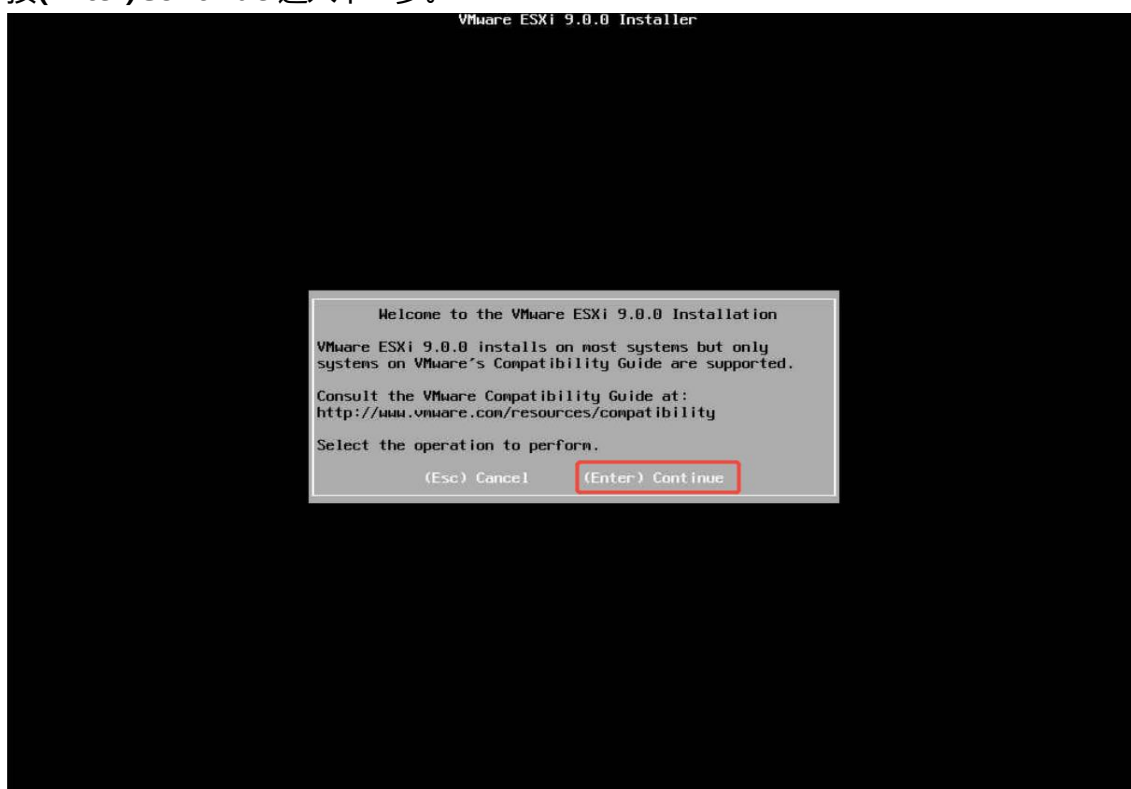 VMware ESXi 9.0.0 Installer
Welcome to the VMware ESXi 9.0.0 Installation
VMware ESXi 9.0.0 installs on most systems but only
systems on VMware's Compatibility Guide are supported.
Consult the VMware Compatibility Guide at:
http://www.vmware.com/resources/compatibility
Select the operation to perform.
(Esc) Cancel (Enter) Continue